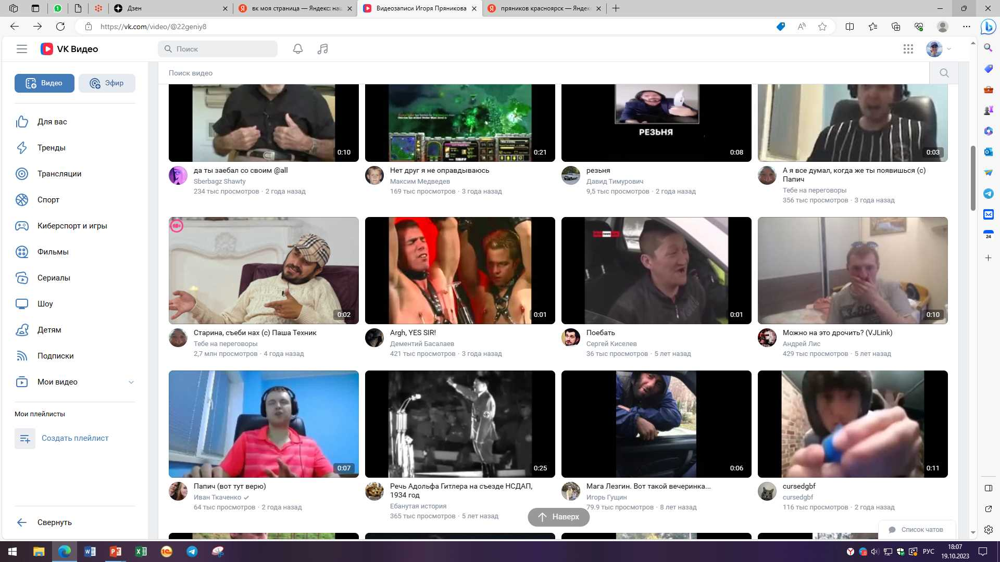 Дзен
вк моя страница — Яндекс: наш
Видеозаписи Игоря Пряникова
пряников красноярск — Яндекс
https://vk.com/video/@22geniy8
VK Видео
Поиск
Видео
Эфир
Для вас
Тренды
Трансляции
Спорт
Киберспорт и игры
Фильмы
Сериалы
Шоу
Детям
Подписки
Мои видео
Мои плейлисты
Создать плейлист
Свернуть
Поиск видео
0:10
0:21
РЕЗЬНЯ
0:08
0:03
да ты заебал со своим @all
Sberbagz Shawty
234 тыс просмотров · 2 года назад
Нет друг я не оправдываюсь
Максим Медведев
169 тыс просмотров · 3 года назад
резьня
Давид Тимурович
9,5 тыс просмотров · 2 года назад
А я все думал, когда же ты появишься (с)
Папич
Тебе на переговоры
356 тыс просмотров · 3 года назад
18+
0:02
0:01
0:01
0:10
Старина, съеби нах (с) Паша Техник
Тебе на переговоры
2,7 млн просмотров · 4 года назад
Argh, YES SIR!
Дементий Басалаев
421 тыс просмотров · 3 года назад
Поебать
Сергей Киселев
36 тыс просмотров · 5 лет назад
Можно на это дрочить? (VJLink)
Андрей Лис
429 тыс просмотров · 5 лет назад
0:07
0:25
0:06
0:11
Папич (вот тут верю)
Иван Ткаченко
64 тыс просмотров · 2 года назад
Речь Адольфа Гитлера на съезде НСДАП,
1934 год
Ебанутая история
365 тыс просмотров · 5 лет назад
Мага Лезгин. Вот такой вечеринка...
Игорь Гущин
79.9 тыс просмотров · 8 лет назад
cursedgbf
cursedgbf
116 тыс просмотров · 2 года назад
Наверх
Список чатов
24
РУС
18:07
19.10.2023